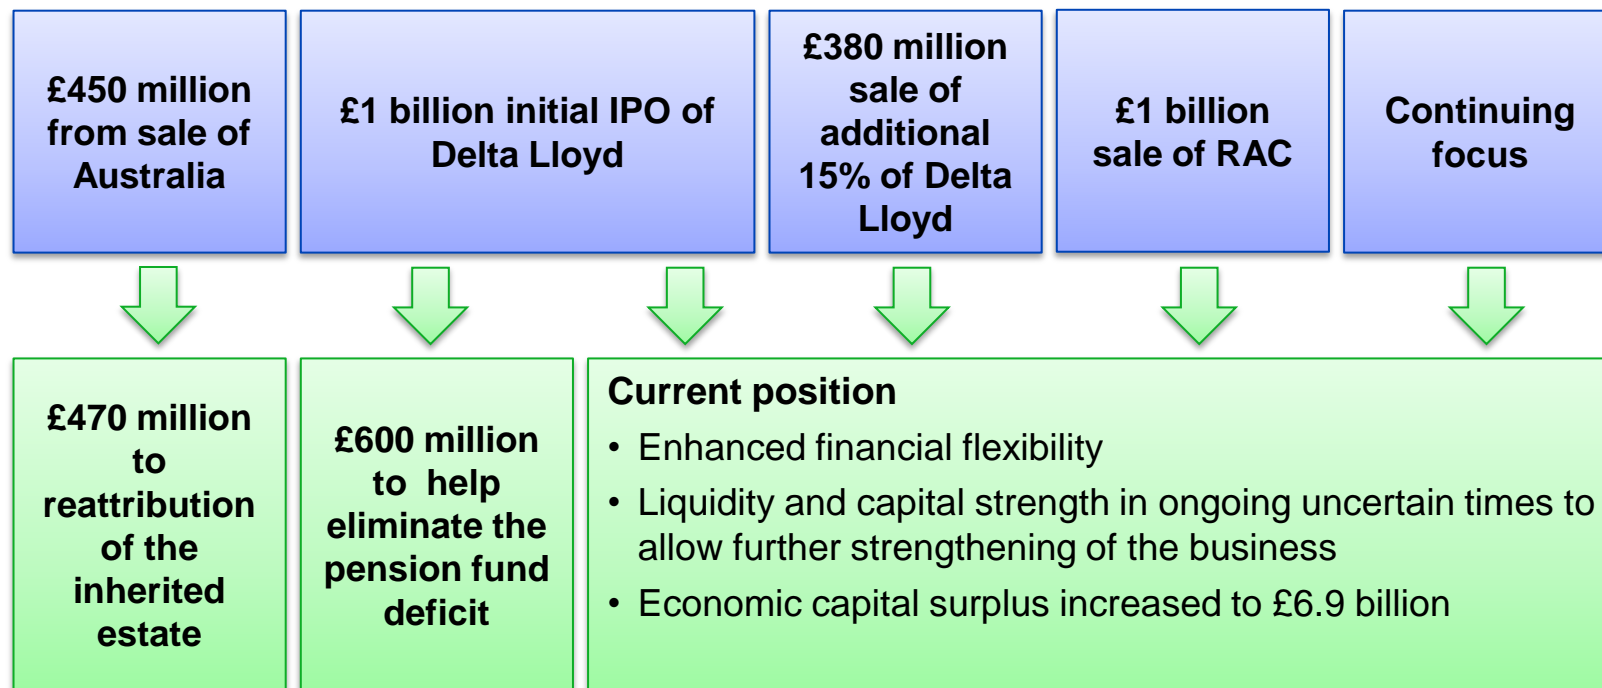 £450 million
from sale of
Australia
£1 billion initial IPO of
Delta Lloyd
£380 million
sale of
additional
15% of Delta
Lloyd
£1 billion
sale of RAC
Continuing
focus
£470 million
to
reattribution
of the
inherited
estate
£600 million
to help
eliminate the
pension fund
deficit
Current position
• Enhanced financial flexibility
• Liquidity and capital strength in ongoing uncertain times to
allow further strengthening of the business
• Economic capital surplus increased to £6.9 billion